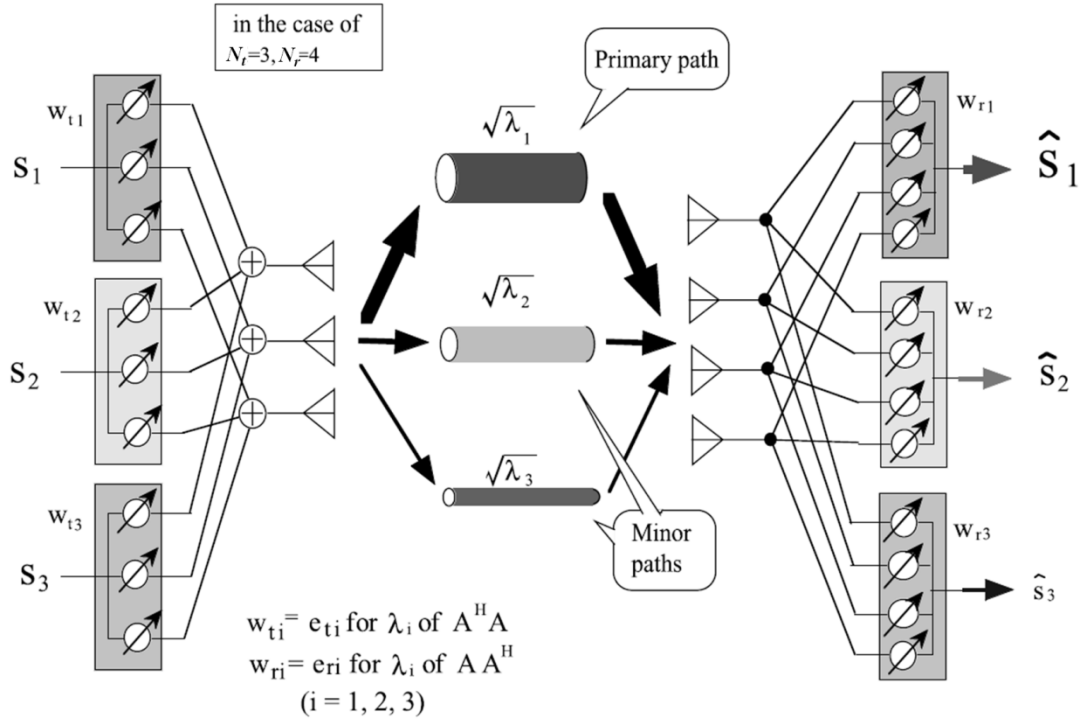 in the case of
Nt=3, Nr=4
Primary path
wt1
S1
wt2
S2
wt3
S3
√λ1
√λ2
√λ3
Minor
paths
wr1
Ŝ1
wr2
Ŝ2
wr3
ŝ3
wti = eti for λi of A^H A
wri = eri for λi of A A^H
(i = 1, 2, 3)